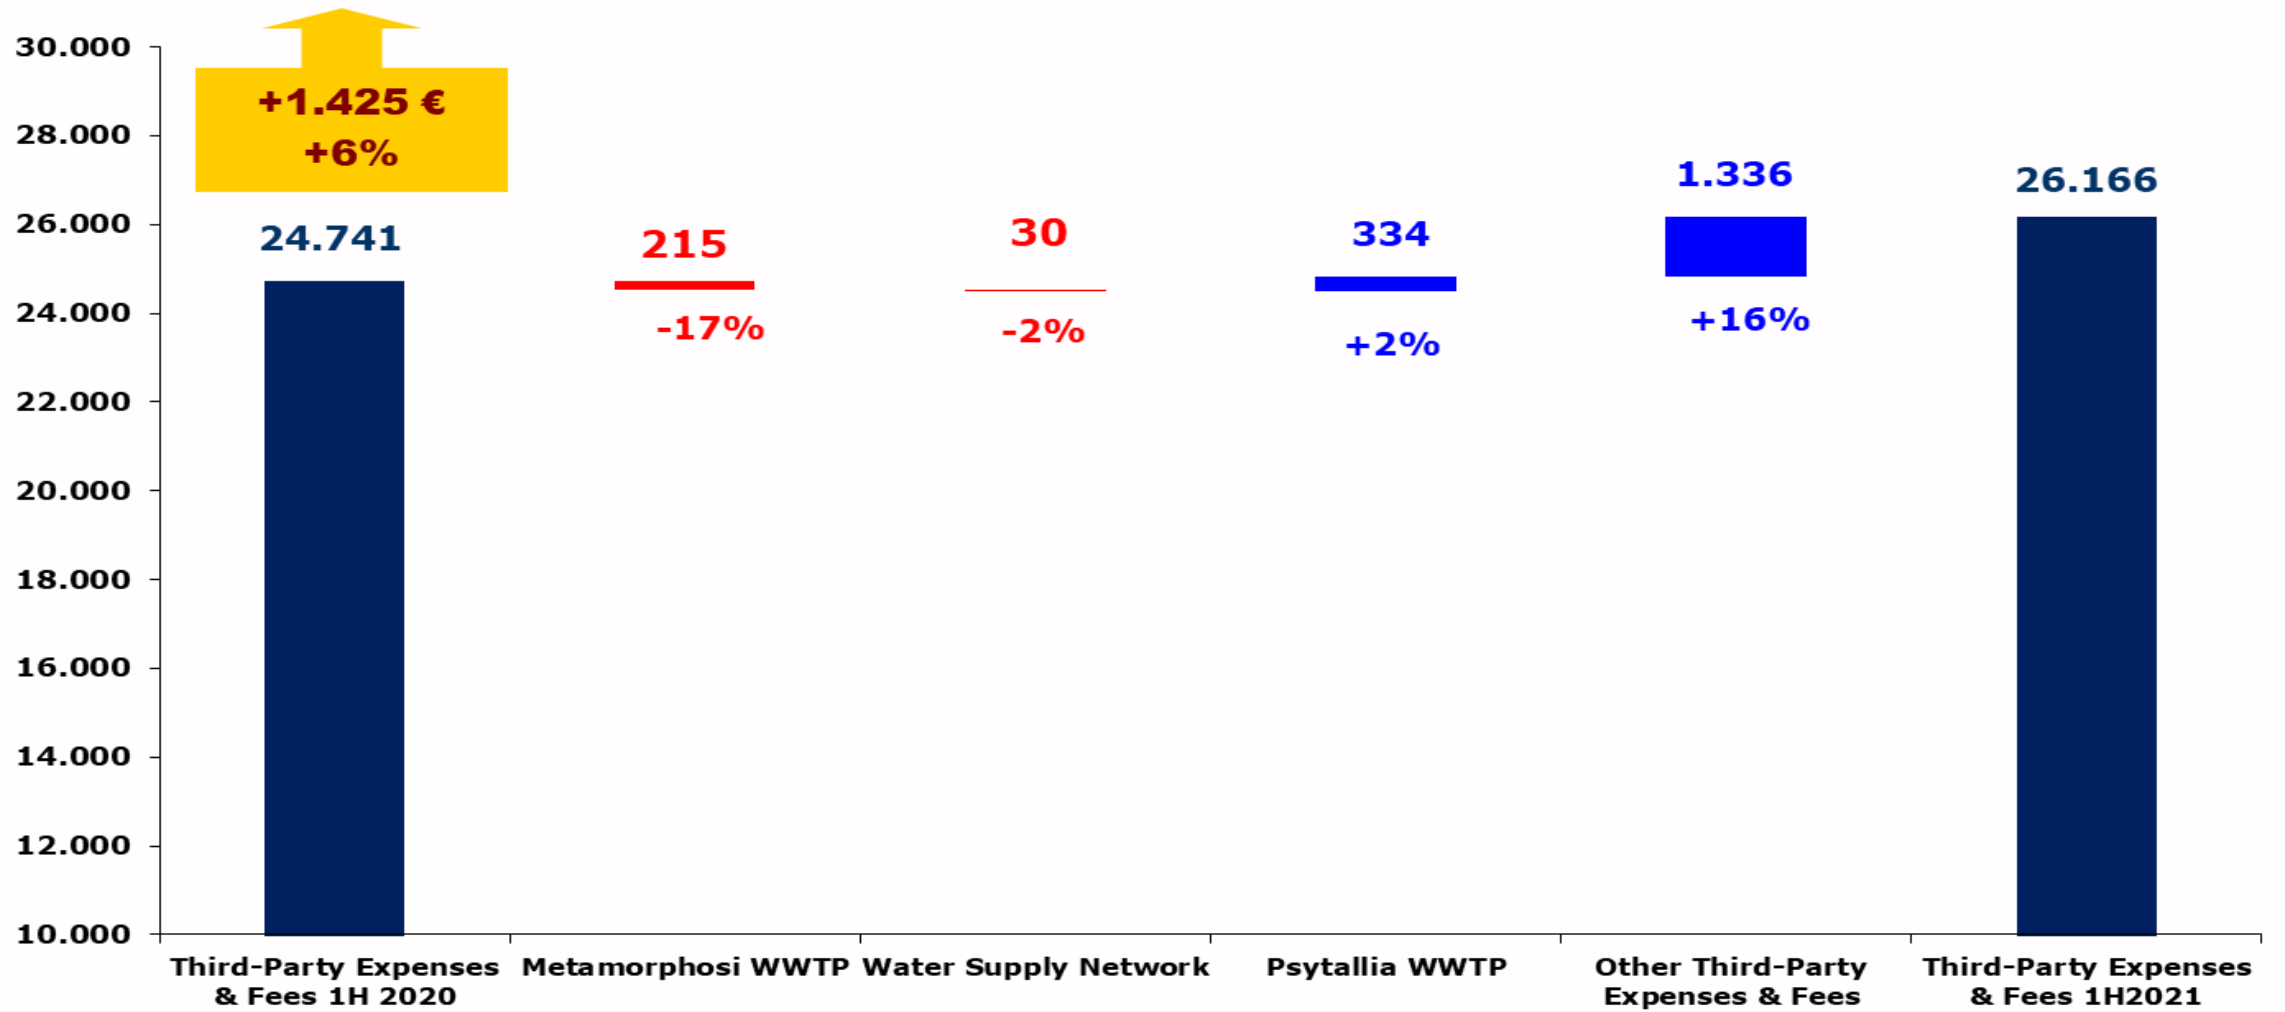 +1.425 €
+6%
30.000
28.000
26.000
24.000
22.000
20.000
18.000
16.000
14.000
12.000
10.000
24.741
215
-17%
30
-2%
334
+2%
1.336
+16%
26.166
Third-Party Expenses
& Fees 1H 2020
Metamorphosi WWTP
Water Supply Network
Psytallia WWTP
Other Third-Party
Expenses & Fees
Third-Party Expenses
& Fees 1H2021